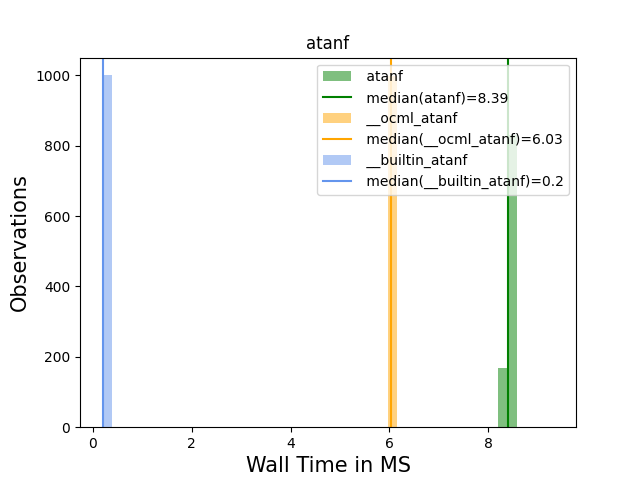 atanf
1000
800
600
400
200
0
Observations
atanf
median(atanf)=8.39
__ocml_atanf
median(__ocml_atanf)=6.03
__builtin_atanf
median(__builtin_atanf)=0.2
0 2 4 6 8
Wall Time in MS